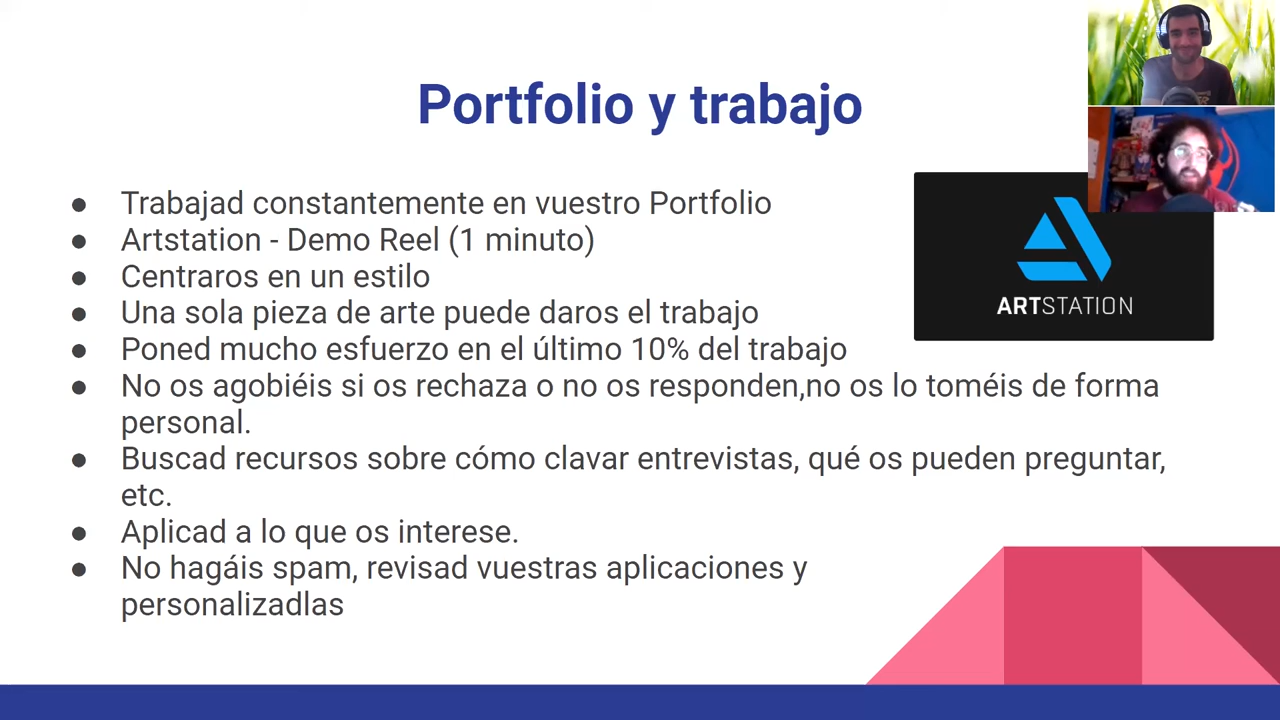 Portfolio y trabajo
● Trabajad constantemente en vuestro Portfolio
● Artstation - Demo Reel (1 minuto)
● Centraros en un estilo
● Una sola pieza de arte puede daros el trabajo
● Poned mucho esfuerzo en el último 10% del trabajo
● No os agobiéis si os rechaza o no os responden,no os lo toméis de forma
personal.
● Buscad recursos sobre cómo clavar entrevistas, qué os pueden preguntar,
etc.
● Aplicad a lo que os interese.
● No hagáis spam, revisad vuestras aplicaciones y
personalizadlas
ARTSTATION